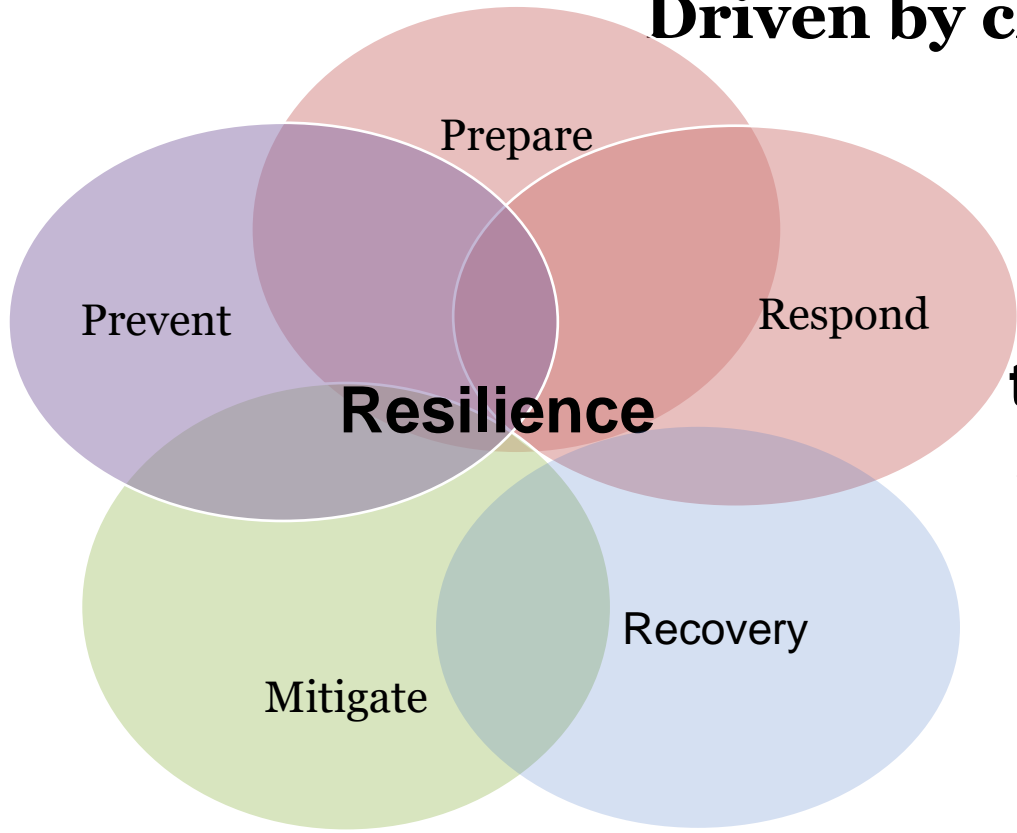 Driven by
Prepare
Respond
Prevent
Resilience
Recovery
Mitigate